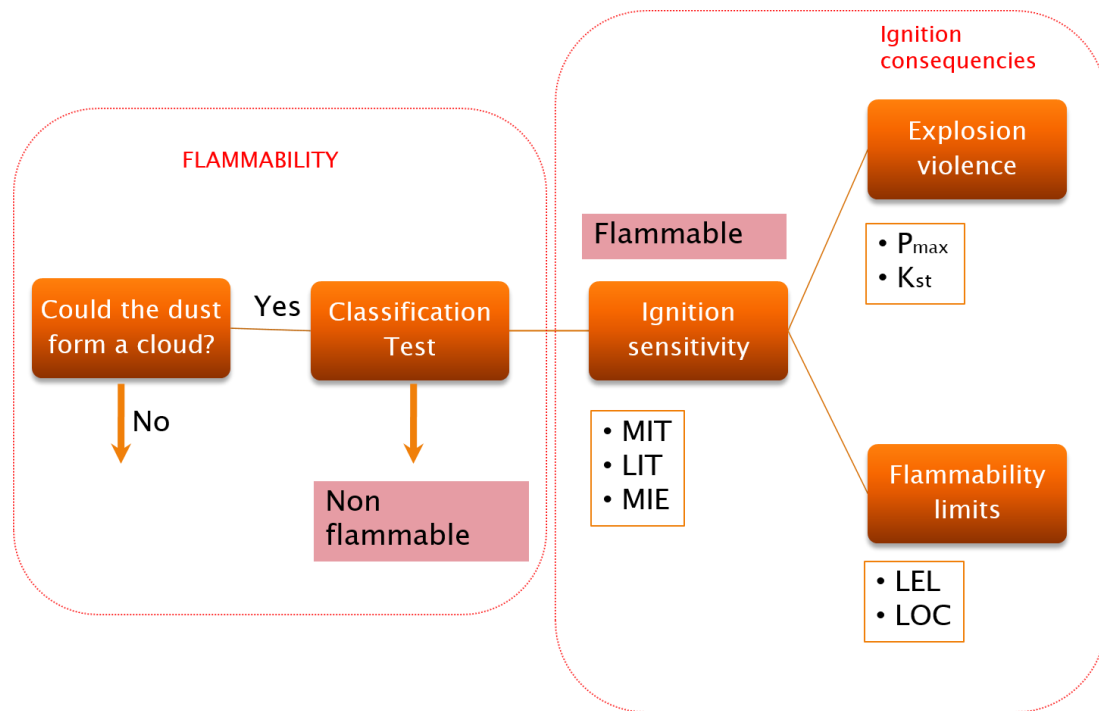 Ignition
consequencies
FLAMMABILITY
Explosion
violence
Flammable
• Pmax
• Kst
Could the dust
form a cloud?
Yes
Classification
Test
Ignition
sensitivity
No
• MIT
• LIT
• MIE
Non
flammable
Flammability
limits
• LEL
• LOC